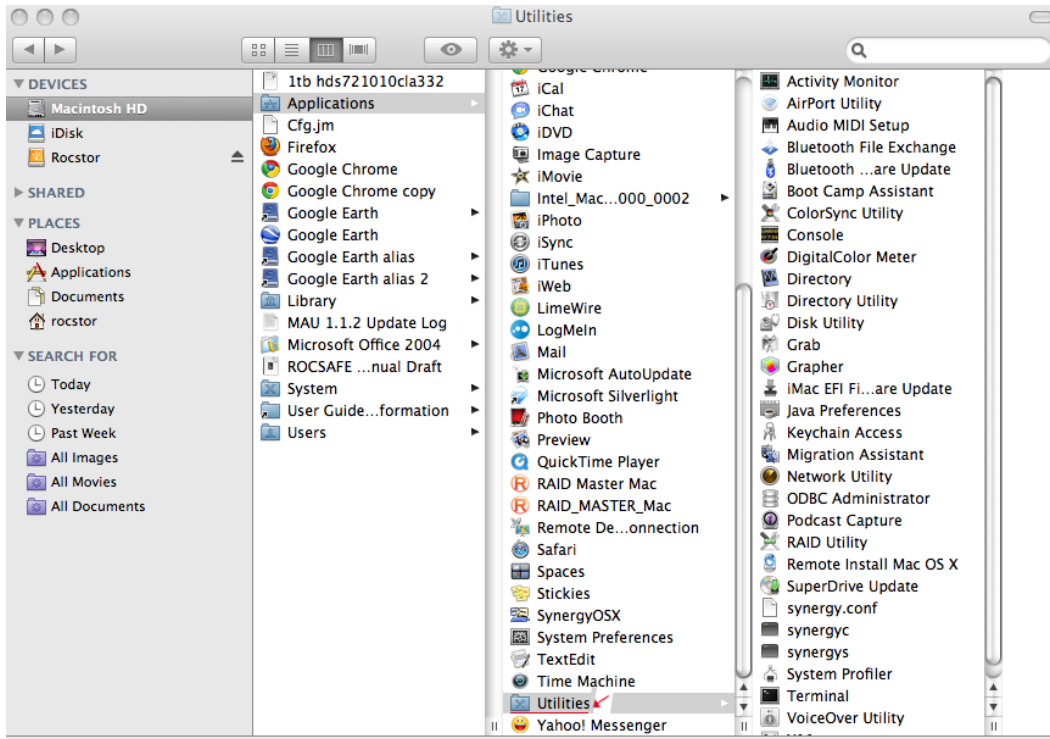 Utilities
DEVICES
Macintosh HD
iDisk
Rocstor
SHARED
PLACES
Desktop
Applications
Documents
rocstor
SEARCH FOR
Today
Yesterday
Past Week
All Images
All Movies
All Documents
1tb hds721010cla332
Applications
Cfg.jm
Firefox
Google Chrome
Google Chrome copy
Google Earth
Google Earth
Google Earth alias
Google Earth alias 2
Library
MAU 1.1.2 Update Log
Microsoft Office 2004
ROCSAFE ...nual Draft
System
User Guide...formation
Users
Google Chrome
iCal
iChat
iDVD
Image Capture
iMovie
Intel_Mac...000_0002
iPhoto
iSync
iTunes
iWeb
LimeWire
LogMeIn
Mail
Microsoft AutoUpdate
Microsoft Silverlight
Photo Booth
Preview
QuickTime Player
RAID Master Mac
RAID_MASTER_Mac
Remote De...onnection
Safari
Spaces
Stickies
SynergyOSX
System Preferences
TextEdit
Time Machine
Utilities
Yahoo! Messenger
Activity Monitor
AirPort Utility
Audio MIDI Setup
Bluetooth File Exchange
Bluetooth ...are Update
Boot Camp Assistant
ColorSync Utility
Console
DigitalColor Meter
Directory
Directory Utility
Disk Utility
Grab
Grapher
iMac EFI Fi...are Update
Java Preferences
Keychain Access
Migration Assistant
Network Utility
ODBC Administrator
Podcast Capture
RAID Utility
Remote Install Mac OS X
SuperDrive Update
synergy.conf
synergyc
synergys
System Profiler
Terminal
VoiceOver Utility